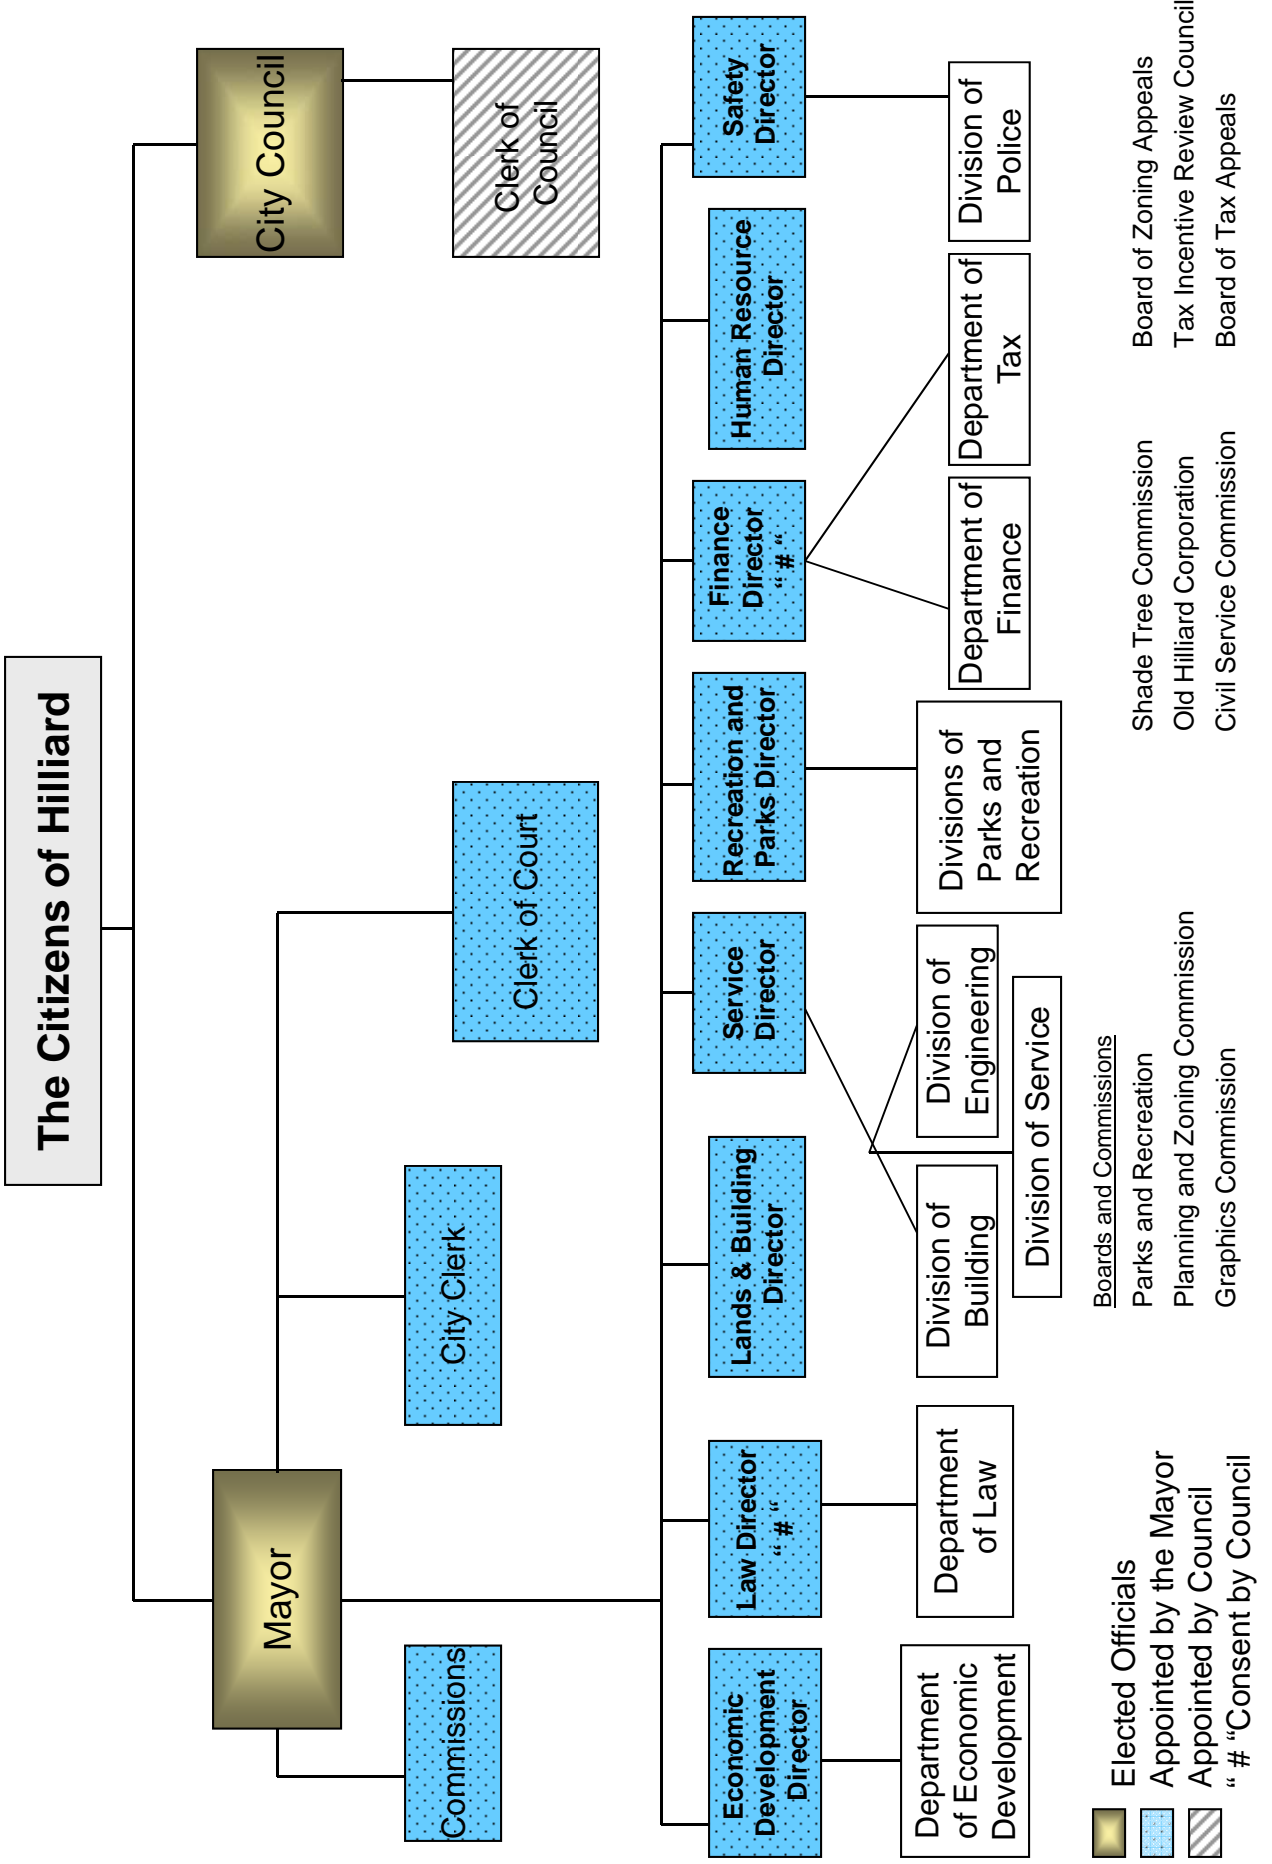 The Citizens of Hilliard
Mayor
City Council
Commissions
City Clerk
Clerk of Court
Clerk of
Council
Economic
Development
Director
Law Director
“ # “
Lands & Building
Director
Service
Director
Recreation and
Parks Director
Finance
Director
“ # “
Human Resource
Director
Safety
Director
Department
of Economic
Development
Department
of Law
Division of
Building
Division of
Engineering
Division of Service
Divisions of
Parks and
Recreation
Department of
Finance
Department of
Tax
Division of
Police
Elected Officials
Appointed by the Mayor
Appointed by Council
“ # “Consent by Council
Boards and Commissions
Parks and Recreation
Planning and Zoning Commission
Graphics Commission
Shade Tree Commission
Old Hilliard Corporation
Civil Service Commission
Board of Zoning Appeals
Tax Incentive Review Council
Board of Tax Appeals